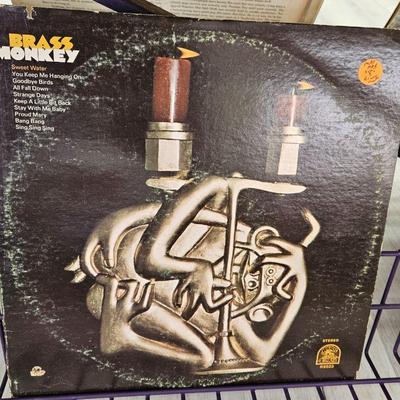 BRASS
MONKEY
Sweet Water
You Keep Me Hanging On
Goodbye Birds
All Fall Down
Strange Days
Keep A Little Bit Back
Stay With Me Baby
Proud Mary
Bang Bang
Sing Sing Sing
STEREO